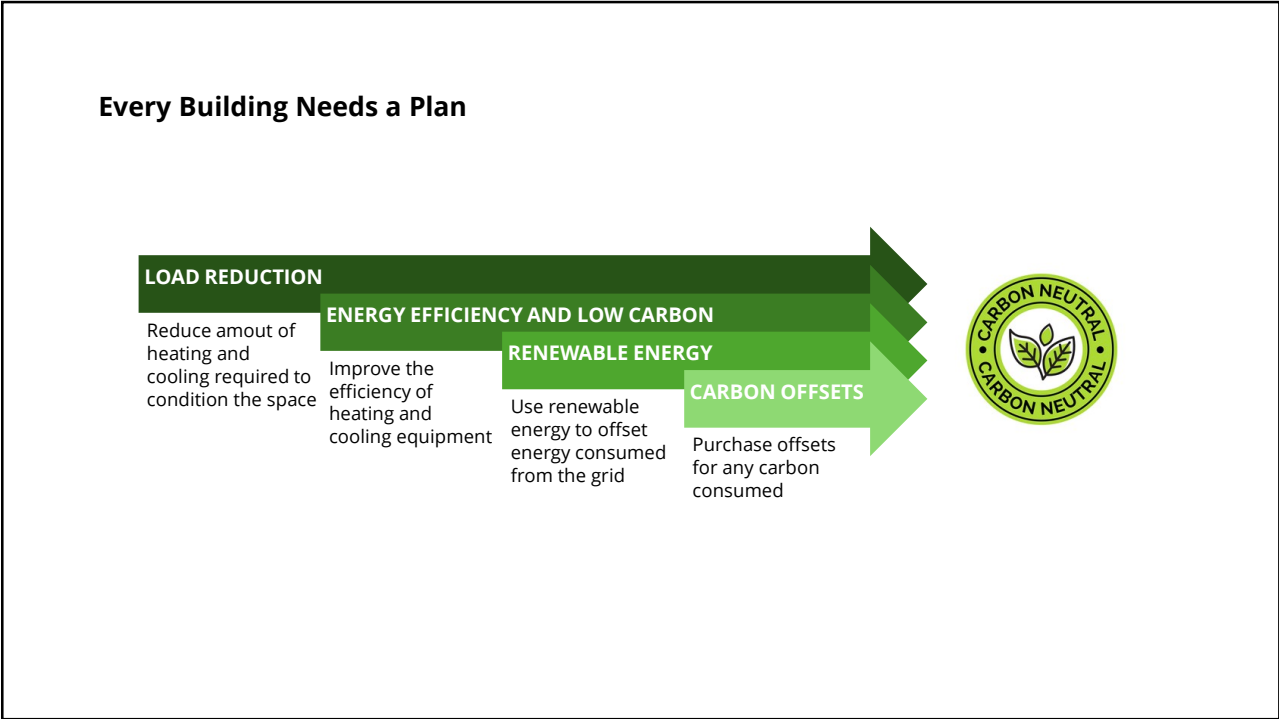 Every Building Needs a Plan
LOAD REDUCTION
Reduce amout of
heating and
cooling required to
condition the space
ENERGY EFFICIENCY AND LOW CARBON
Improve the
efficiency of
heating and
cooling equipment
RENEWABLE ENERGY
Use renewable
energy to offset
energy consumed
from the grid
CARBON OFFSETS
Purchase offsets
for any carbon
consumed
CARBON NEUTRAL
CARBON NEUTRAL